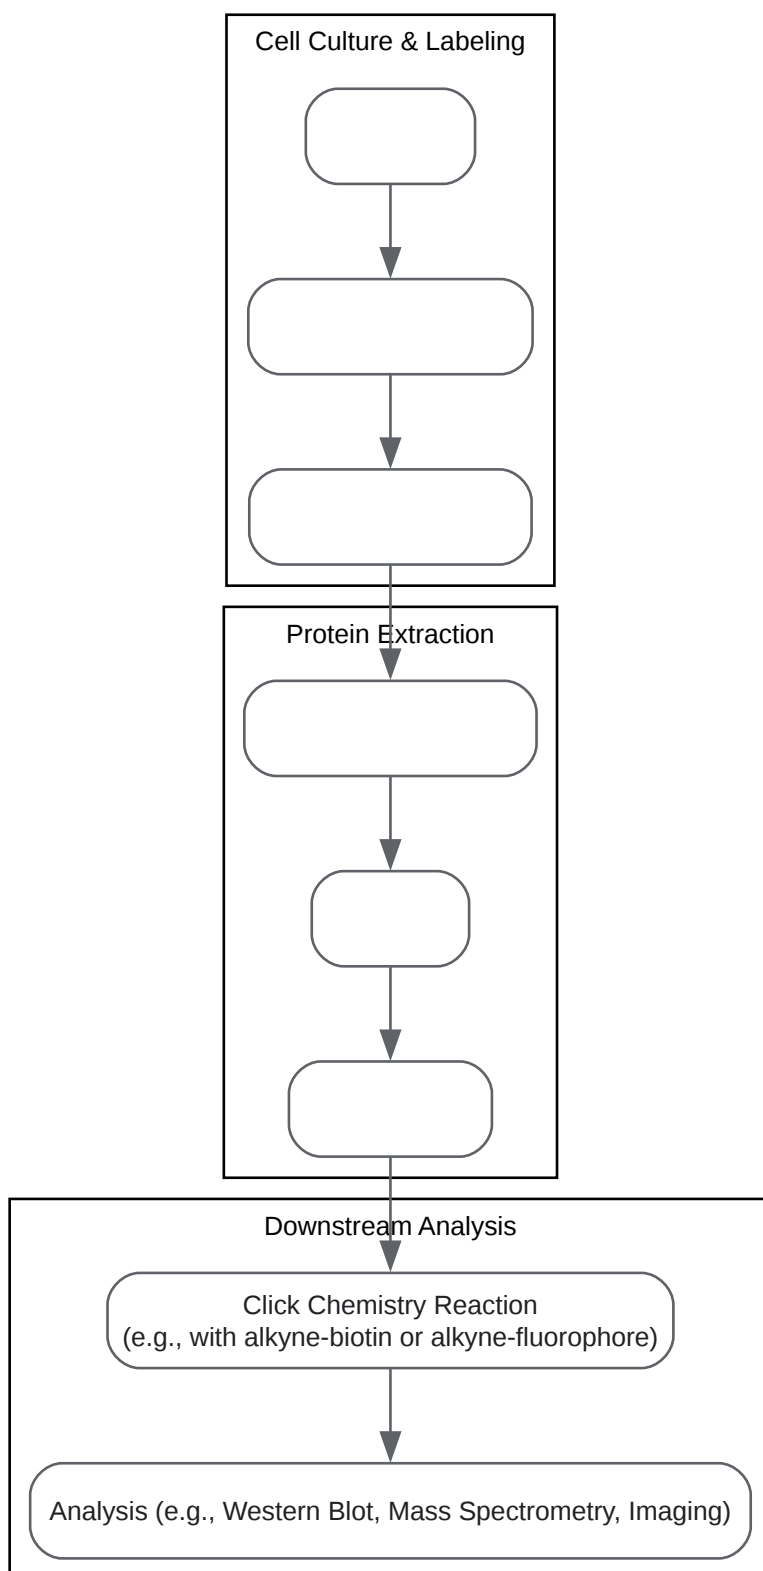 Cell Culture & Labeling
Protein Extraction
Downstream Analysis
Click Chemistry Reaction
(e.g., with alkyne-biotin or alkyne-fluorophore)
Analysis (e.g., Western Blot, Mass Spectrometry, Imaging)